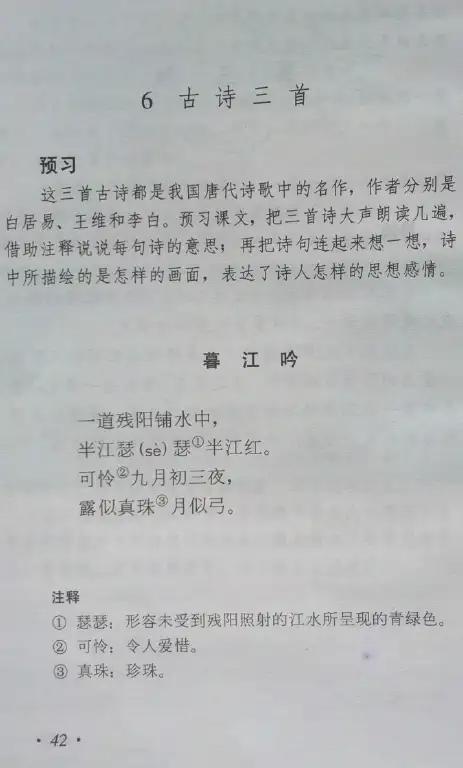 6 古诗三首
预习
这三首古诗都是我国唐代诗歌中的名作，作者分别是
白居易、王维和李白。预习课文，把三首诗大声朗读几遍，
借助注释说说每句诗的意思；再把诗句连起来想一想，诗
中所描绘的是怎样的画面，表达了诗人怎样的思想感情。
暮江吟
一道残阳铺水中，
半江瑟(sè)瑟①半江红。
可怜②九月初三夜，
露似真珠③月似弓。
注释
① 瑟瑟：形容未受到残阳照射的江水所呈现的青绿色。
② 可怜：令人爱惜。
③ 真珠：珍珠。
· 42 ·